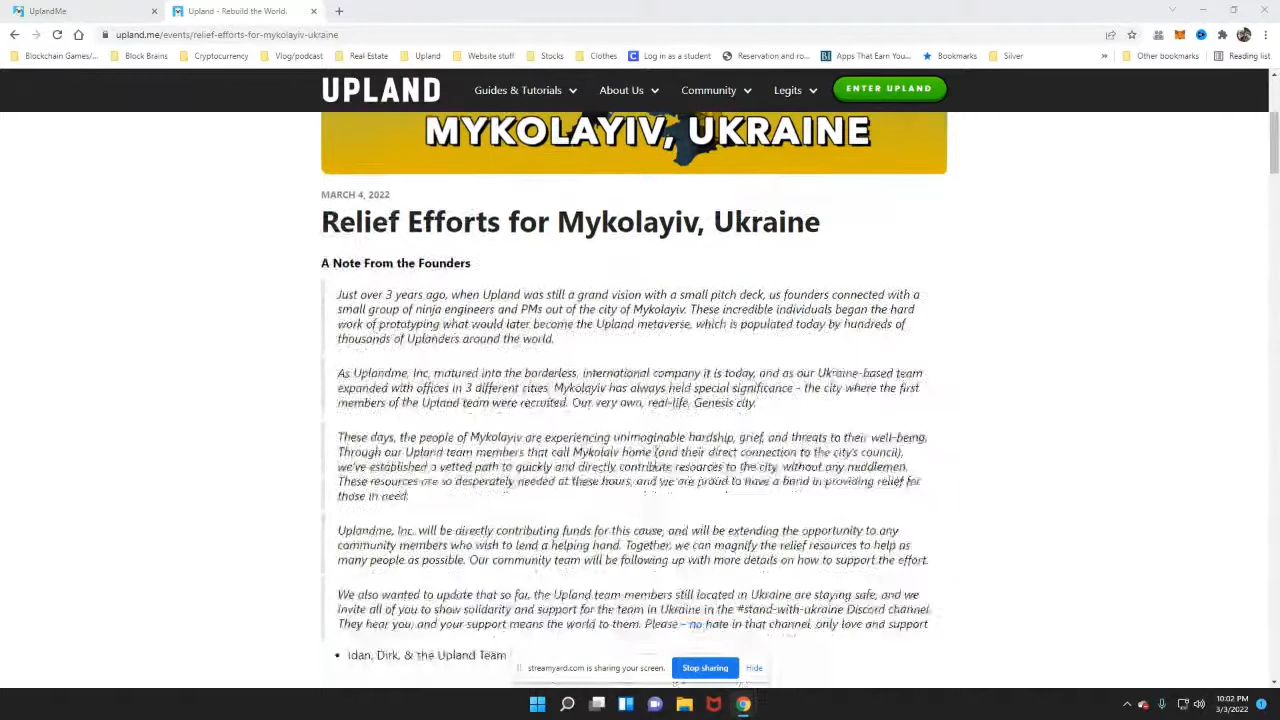 UplandMe
Upland - Rebuild the World.
upland.me/events/relief-efforts-for-mykolayiv-ukraine
Blockchain Games/... Block Brains Cryptocurrency Vlog/podcast Real Estate Upland Website stuff Stocks Clothes Log in as a student Reservation and ro... Apps That Earn You... Bookmarks Silver » Other bookmarks Reading list
UPLAND Guides & Tutorials About Us Community Legits ENTER UPLAND
MYKOLAYIV, UKRAINE
MARCH 4, 2022
Relief Efforts for Mykolayiv, Ukraine
A Note From the Founders
Just over 3 years ago, when Upland was still a grand vision with a small pitch deck, us founders connected with a
small group of ninja engineers and PMs out of the city of Mykolayiv. These incredible individuals began the hard
work of prototyping what would later become the Upland metaverse, which is populated today by hundreds of
thousands of Uplanders around the world.
As Uplandme, Inc. matured into the borderless, international company it is today, and as our Ukraine-based team
expanded with offices in 3 different cities, Mykolayiv has always held special significance - the city where the first
members of the Upland team were recruited. Our very own, real-life, Genesis city.
These days, the people of Mykolayiv are experiencing unimaginable hardship, grief, and threats to their well-being.
Through our Upland team members that call Mykolaiv home (and their direct connection to the city's council),
we've established a vetted path to quickly and directly contribute resources to the city, without any middlemen.
These resources are so desperately needed at these hours, and we are proud to have a hand in providing relief for
those in need.
Uplandme, Inc. will be directly contributing funds for this cause, and will be extending the opportunity to any
community members who wish to lend a helping hand. Together, we can magnify the relief resources to help as
many people as possible. Our community team will be following up with more details on how to support the effort.
We also wanted to update that so far, the Upland team members still located in Ukraine are staying safe, and we
invite all of you to show solidarity and support for the team in Ukraine in the #stand-with-ukraine Discord channel.
They hear you, and your support means the world to them. Please - no hate in that channel, only love and support
• Idan, Dirk, & the Upland Team
streamyard.com is sharing your screen. Stop sharing Hide
10:02 PM
3/3/2022